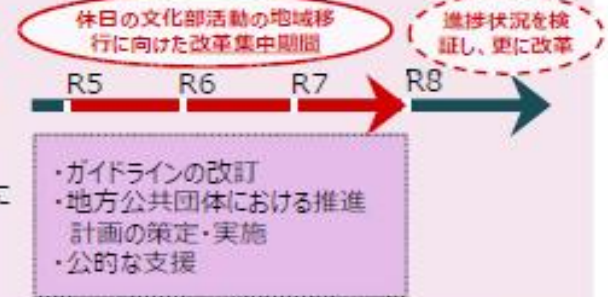 休日の文化部活動の地域移
行に向けた改革集中期間
進捗状況を検
証し、更に改革
R5 R6 R7 R8
・ガイドラインの改訂
・地方公共団体における推進
計画の策定・実施
・公的な支援
に